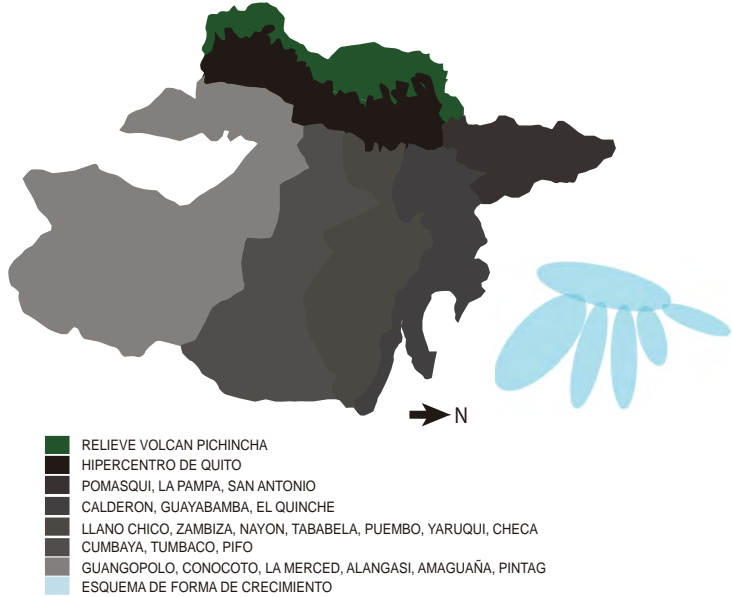 N
RELIEVE VOLCAN PICHINCHA
HIPERCENTRO DE QUITO
POMASQUI, LA PAMPA, SAN ANTONIO
CALDERON, GUAYABAMBA, EL QUINCHE
LLANO CHICO, ZAMBIZA, NAYON, TABABELA, PUEMBO, YARUQUI, CHECA
CUMBAYA, TUMBACO, PIFO
GUANGOPOLO, CONOCOTO, LA MERCED, ALANGASI, AMAGUAÑA, PINTAG
ESQUEMA DE FORMA DE CRECIMIENTO